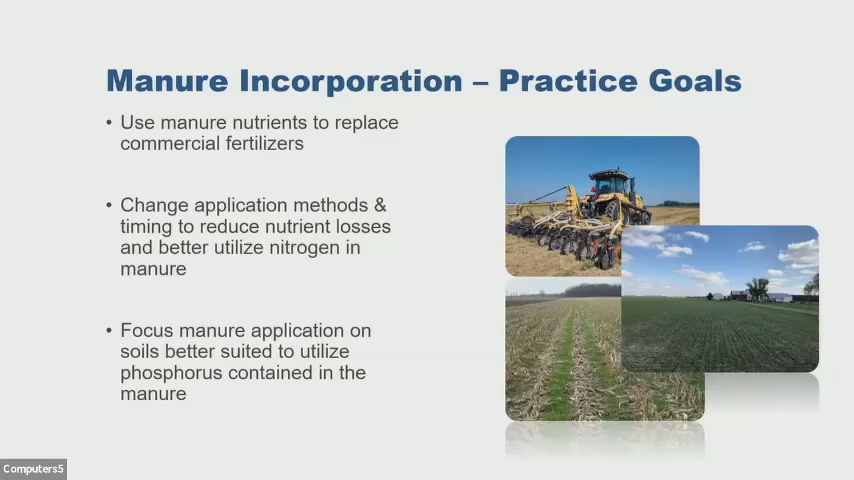 Manure Incorporation – Practice Goals
• Use manure nutrients to replace
commercial fertilizers
• Change application methods &
timing to reduce nutrient losses
and better utilize nitrogen in
manure
• Focus manure application on
soils better suited to utilize
phosphorus contained in the
manure
Computers5